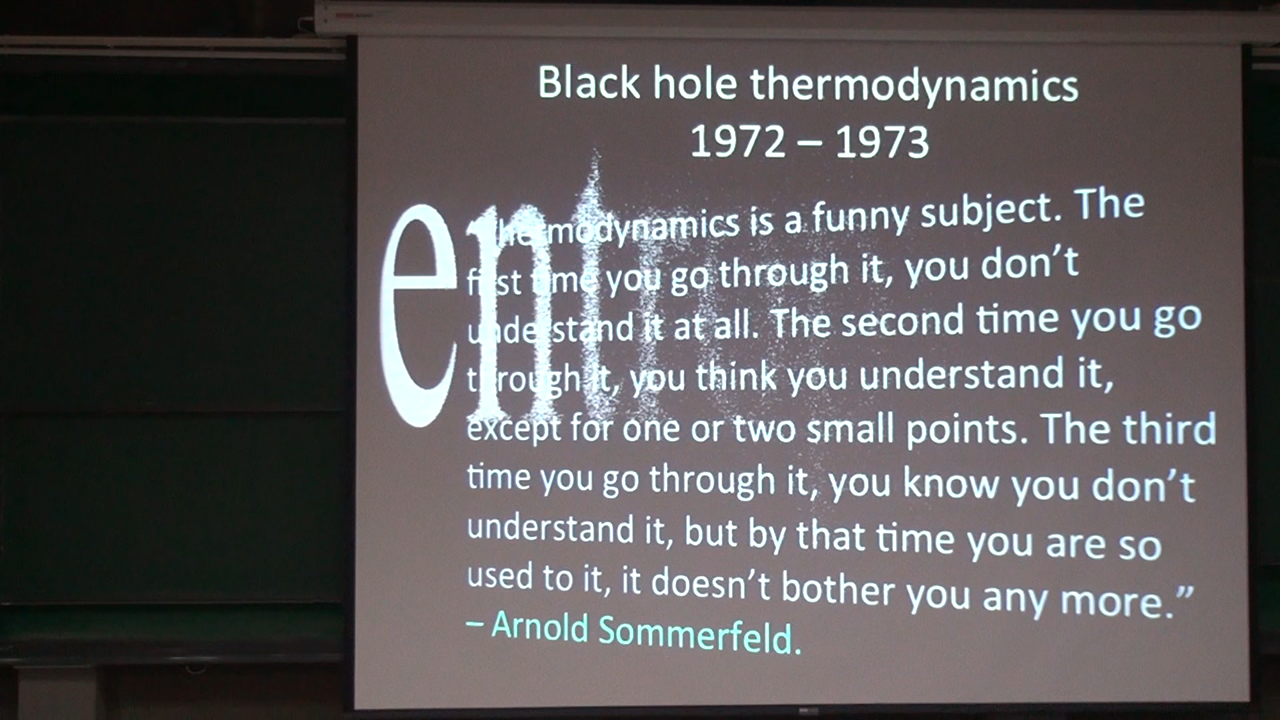 Black hole thermodynamics
1972 – 1973
ent
Thermodynamics is a funny subject. The
first time you go through it, you don't
understand it at all. The second time you go
through it, you think you understand it,
except for one or two small points. The third
time you go through it, you know you don't
understand it, but by that time you are so
used to it, it doesn't bother you any more.”
– Arnold Sommerfeld.